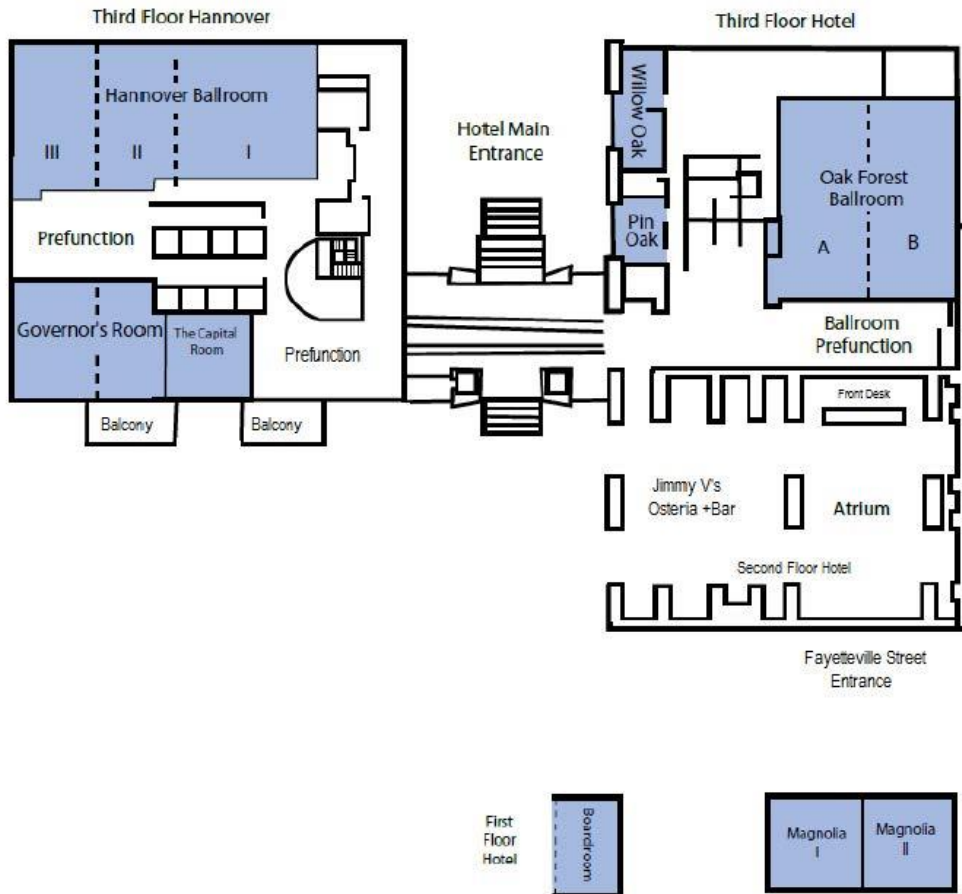 Third Floor Hannover
Third Floor Hotel
Hannover Ballroom
III
II
I
Prefunction
Governor's Room
The Capital
Room
Prefunction
Balcony
Balcony
Hotel Main
Entrance
Willow Oak
Pin
Oak
Oak Forest
Ballroom
A
B
Ballroom
Prefunction
Front Desk
Jimmy V's
Osteria +Bar
Atrium
Second Floor Hotel
Fayetteville Street
Entrance
First
Floor
Hotel
Boardroom
Magnolia
I
Magnolia
II